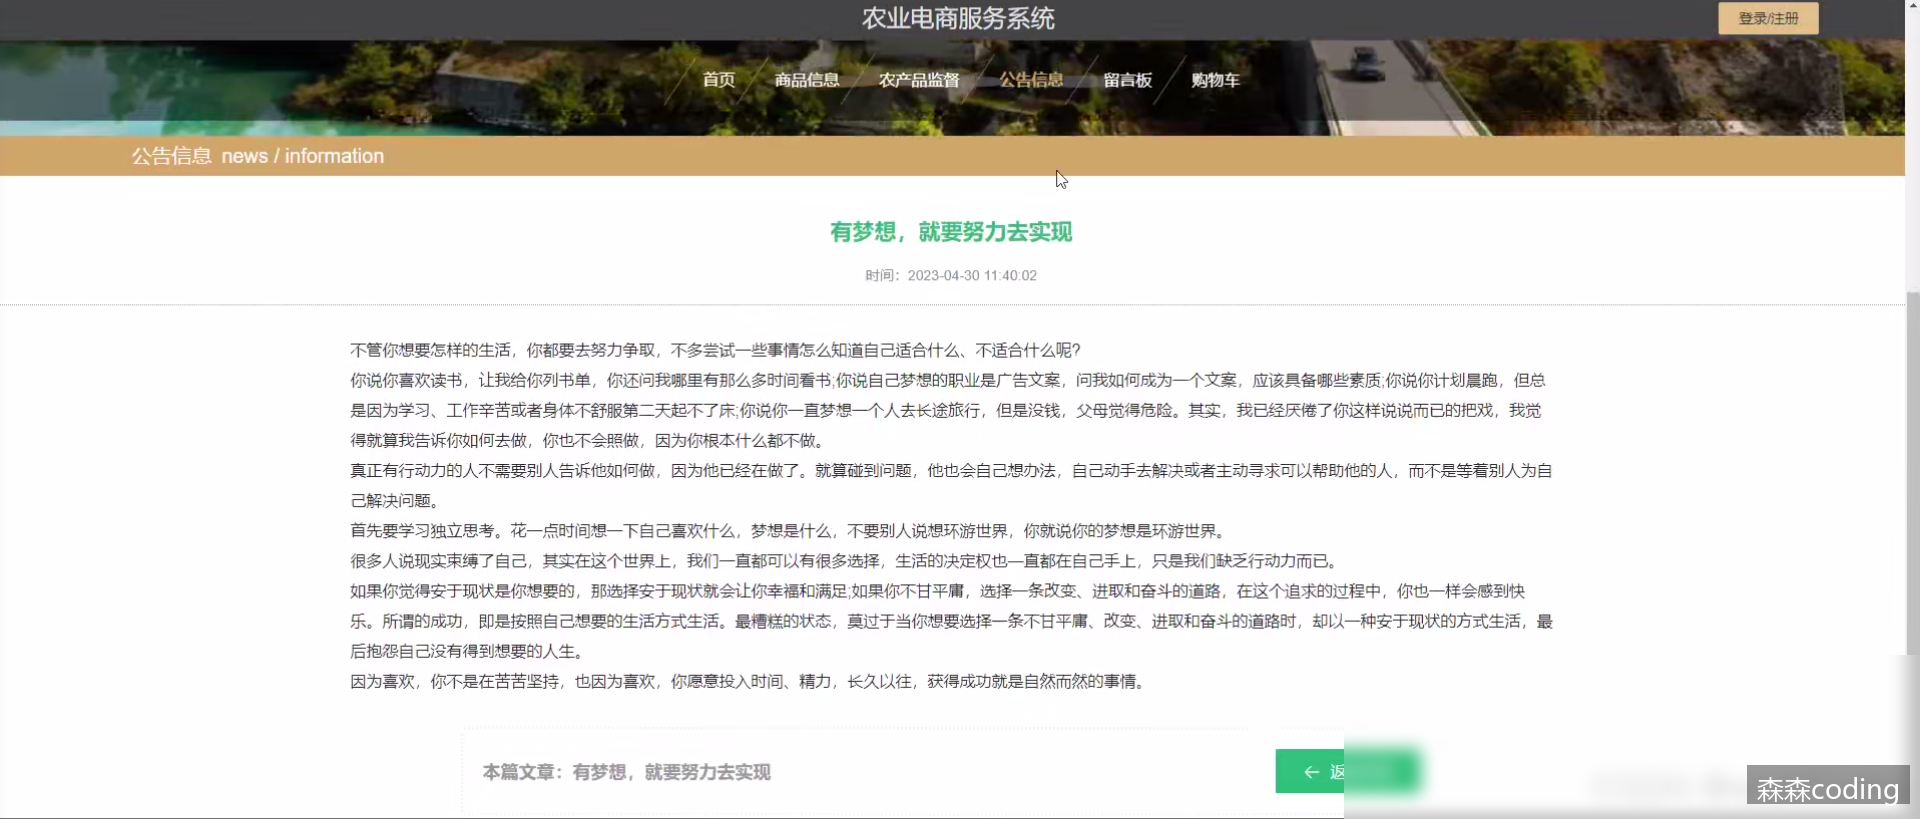 农业电商服务系统
登录/注册
首页 商品信息 农产品监督 公告信息 留言板 购物车
公告信息 news / information
有梦想，就要努力去实现
时间：2023-04-30 11:40:02
不管你想要怎样的生活，你都要去努力争取，不多尝试一些事情怎么知道自己适合什么、不适合什么呢?
你说你喜欢读书，让我给你列书单，你还问我哪里有那么多时间看书;你说自己梦想的职业是广告文案，问我如何成为一个文案，应该具备哪些素质;你说你计划晨跑，但总
是因为学习、工作辛苦或者身体不舒服第二天起不了床;你说你一直梦想一个人去长途旅行，但是没钱，父母觉得危险。其实，我已经厌倦了你这样说说而已的把戏，我觉
得就算我告诉你如何去做，你也不会照做，因为你根本什么都不做。
真正有行动力的人不需要别人告诉他如何做，因为他已经在做了。就算碰到问题，他也会自己想办法，自己动手去解决或者主动寻求可以帮助他的人，而不是等着别人为自
己解决问题。
首先要学习独立思考。花一点时间想一下自己喜欢什么，梦想是什么，不要别人说想环游世界，你就说你的梦想是环游世界。
很多人说现实束缚了自己，其实在这个世界上，我们一直都可以有很多选择，生活的决定权也一直都在自己手上，只是我们缺乏行动力而已。
如果你觉得安于现状是你想要的，那选择安于现状就会让你幸福和满足;如果你不甘平庸，选择一条改变、进取和奋斗的道路，在这个追求的过程中，你也一样会感到快
乐。所谓的成功，即是按照自己想要的生活方式生活。最糟糕的状态，莫过于当你想要选择一条不甘平庸、改变、进取和奋斗的道路时，却以一种安于现状的方式生活，最
后抱怨自己没有得到想要的人生。
因为喜欢，你不是在苦苦坚持，也因为喜欢，你愿意投入时间、精力，长久以往，获得成功就是自然而然的事情。
本篇文章：有梦想，就要努力去实现
← 返
森森coding